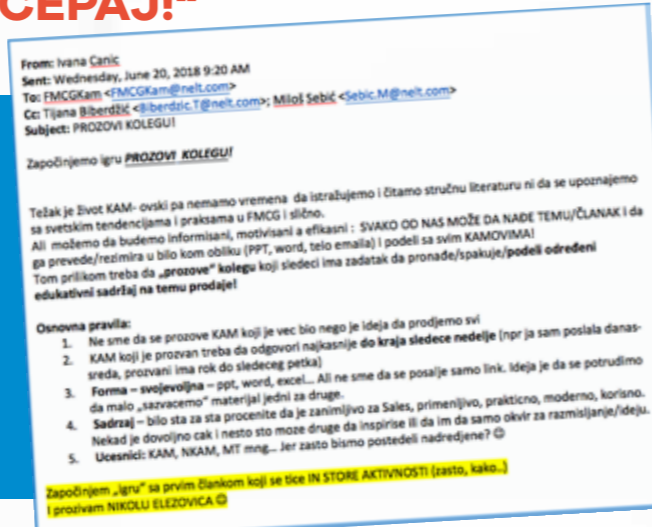 CEPAJ!“
From: Ivana Canic
Sent: Wednesday, June 20, 2018 9:20 AM
To: FMCGKam <FMCGKam@nelt.com>
Cc: Tijana Biberdžić <Biberdzic.T@nelt.com>; Miloš Sebić <Sebic.M@nelt.com>
Subject: PROZOVI KOLEGU!
Započinjemo igru PROZOVI KOLEGU!
Težak je život KAM- ovski pa nemamo vremena da istražujemo i čitamo stručnu literaturu ni da se upoznajemo
sa svetskim tendencijama i praksama u FMCG i slično.
Ali možemo da budemo informisani, motivisani a efikasni : SVAKO OD NAS MOŽE DA NAĐE TEMU/ČLANAK i da
ga prevede/rezimira u bilo kom obliku (PPT, word, telo emaila) i podeli sa svim KAMOVIMA!
Tom prilikom treba da „prozove“ kolegu koji sledeci ima zadatak da pronađe/spakuje/podeli određeni
edukativni sadržaj na temu prodaje!
Osnovna pravila:
1. Ne sme da se prozove KAM koji je vec bio nego je ideja da prodjemo svi
2. KAM koji je prozvan treba da odgovori najkasnije do kraja sledece nedelje (npr ja sam poslala danas-
sreda, prozvani ima rok do sledeceg petka)
3. Forma – svojevoljna – ppt, word, excel... Ali ne sme da se posalje samo link. Ideja je da se potrudimo
da malo „sazvacemo“ materijal jedni za druge.
4. Sadrzaj – bilo sta za sta procenite da je zanimljivo za Sales, primenljivo, prakticno, moderno, korisno.
Nekad je dovoljno cak i nesto sto moze druge da inspirise ili da im da samo okvir za razmisljanje/ideju.
5. Ucesnici: KAM, NKAM, MT mng... Jer zasto bismo postedeli nadredjene? ☺
Započinjem „igru“ sa prvim člankom koji se tice IN STORE AKTIVNOSTI (zasto, kako..)
I prozivam NIKOLU ELEZOVICA ☺